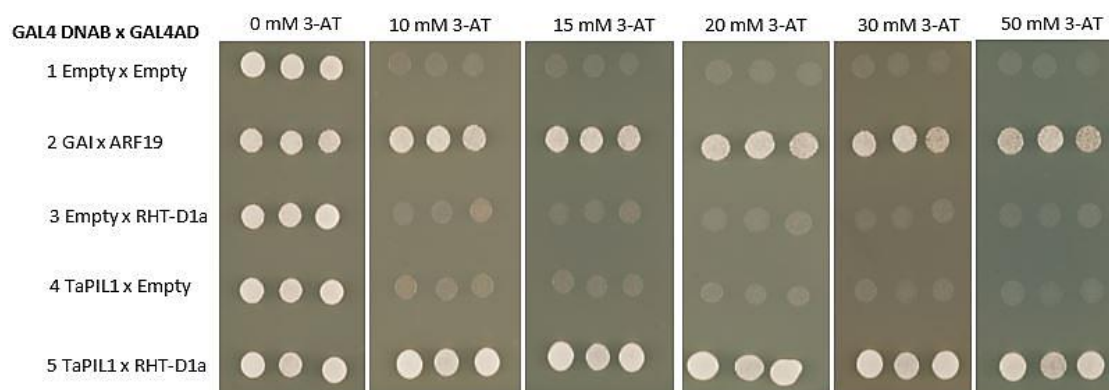 0 mM 3-AT 10 mM 3-AT 15 mM 3-AT 20 mM 3-AT 30 mM 3-AT 50 mM 3-AT
GAL4 DNAB x GAL4AD
1 Empty x Empty
2 GAI x ARF19
3 Empty x RHT-D1a
4 TaPIL1 x Empty
5 TaPIL1 x RHT-D1a